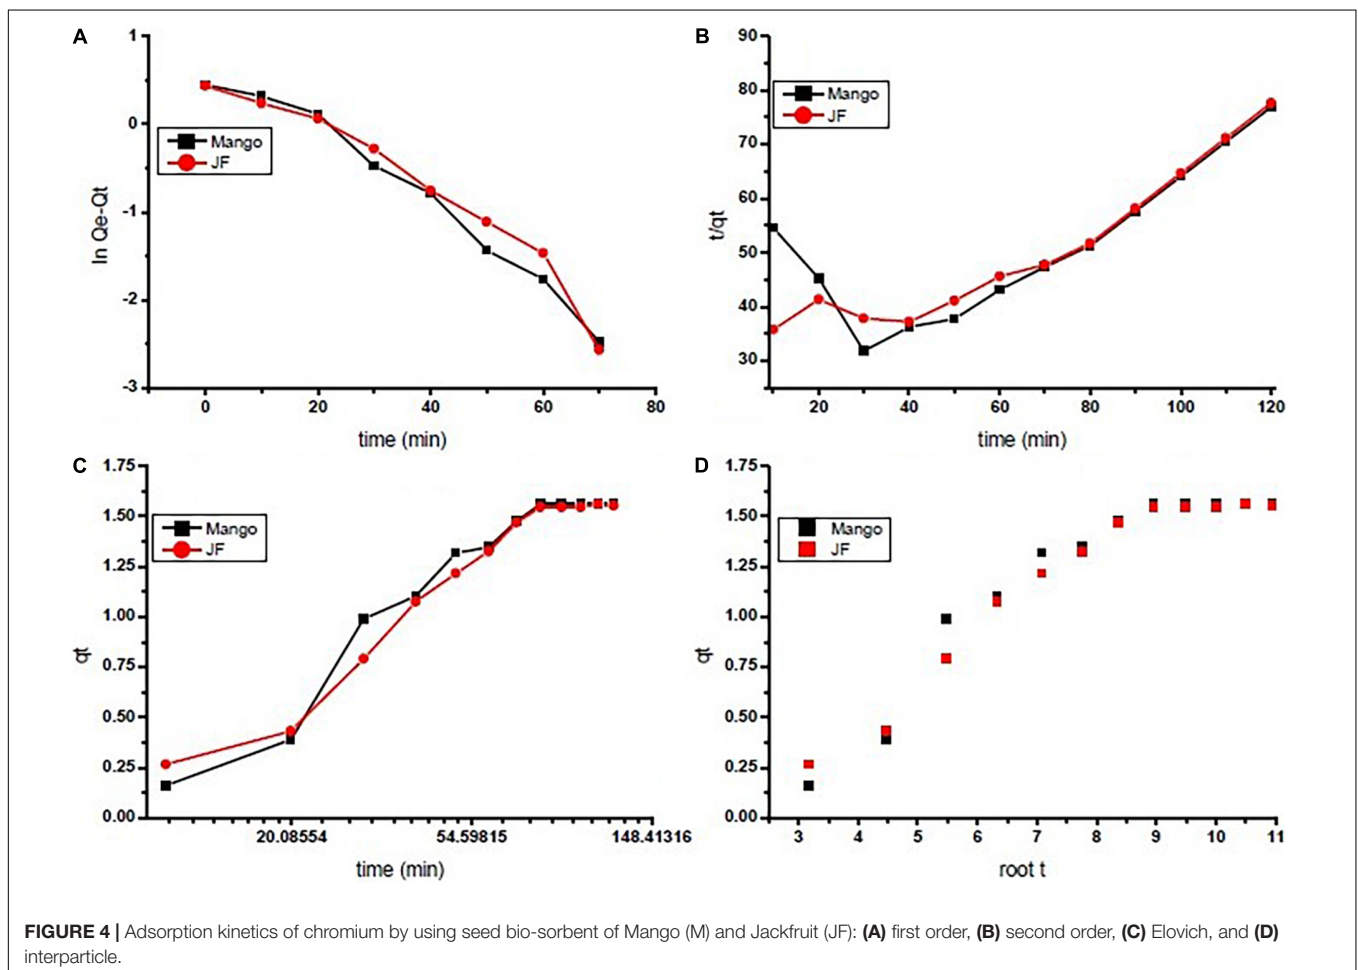 A
ln Qe-Qt
1
0
-1
-2
-3
Mango
JF
0 20 40 60 80
time (min)
B
t/qt
90
80
70
60
50
40
30
Mango
JF
20 40 60 80 100 120
time (min)
C
qt
1.75
1.50
1.25
1.00
0.75
0.50
0.25
0.00
Mango
JF
20.08554 54.59815 148.41316
time (min)
D
qt
1.75
1.50
1.25
1.00
0.75
0.50
0.25
0.00
Mango
JF
3 4 5 6 7 8 9 10 11
root t
FIGURE 4 | Adsorption kinetics of chromium by using seed bio-sorbent of Mango (M) and Jackfruit (JF): (A) first order, (B) second order, (C) Elovich, and (D)
interparticle.